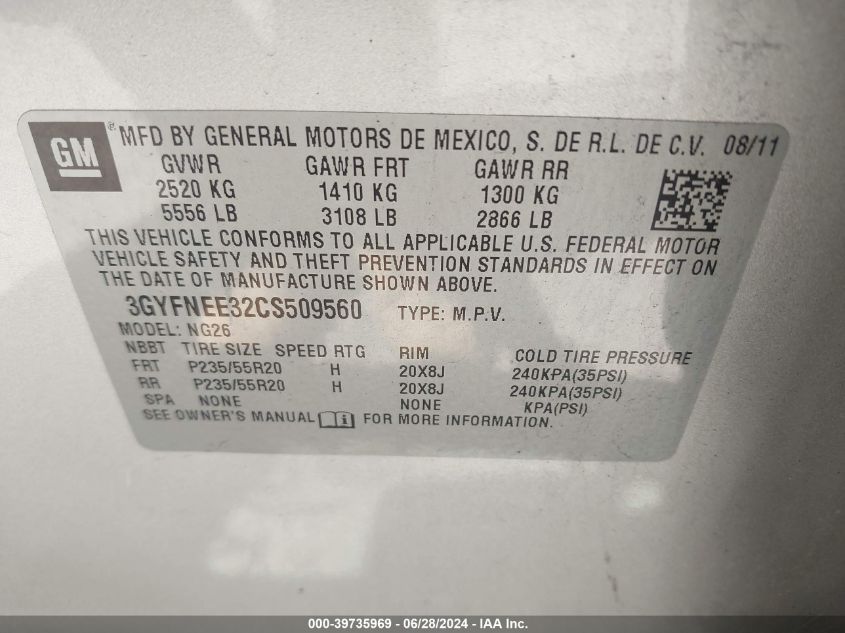 GM® MFD BY GENERAL MOTORS DE MEXICO, S. DE R.L. DE C.V. 08/11
GVWR GAWR FRT GAWR RR
2520 KG 1410 KG 1300 KG
5556 LB 3108 LB 2866 LB
THIS VEHICLE CONFORMS TO ALL APPLICABLE U.S. FEDERAL MOTOR
VEHICLE SAFETY AND THEFT PREVENTION STANDARDS IN EFFECT ON
THE DATE OF MANUFACTURE SHOWN ABOVE.
3GYFNEE32CS509560 TYPE: M.P.V.
MODEL: NG26
NBBT TIRE SIZE SPEED RTG RIM COLD TIRE PRESSURE
FRT P235/55R20 H 20X8J 240KPA(35PSI)
RR P235/55R20 H 20X8J 240KPA(35PSI)
SPA NONE NONE KPA(PSI)
SEE OWNER'S MANUAL FOR MORE INFORMATION.
000-39735969 - 06/28/2024 - IAA Inc.